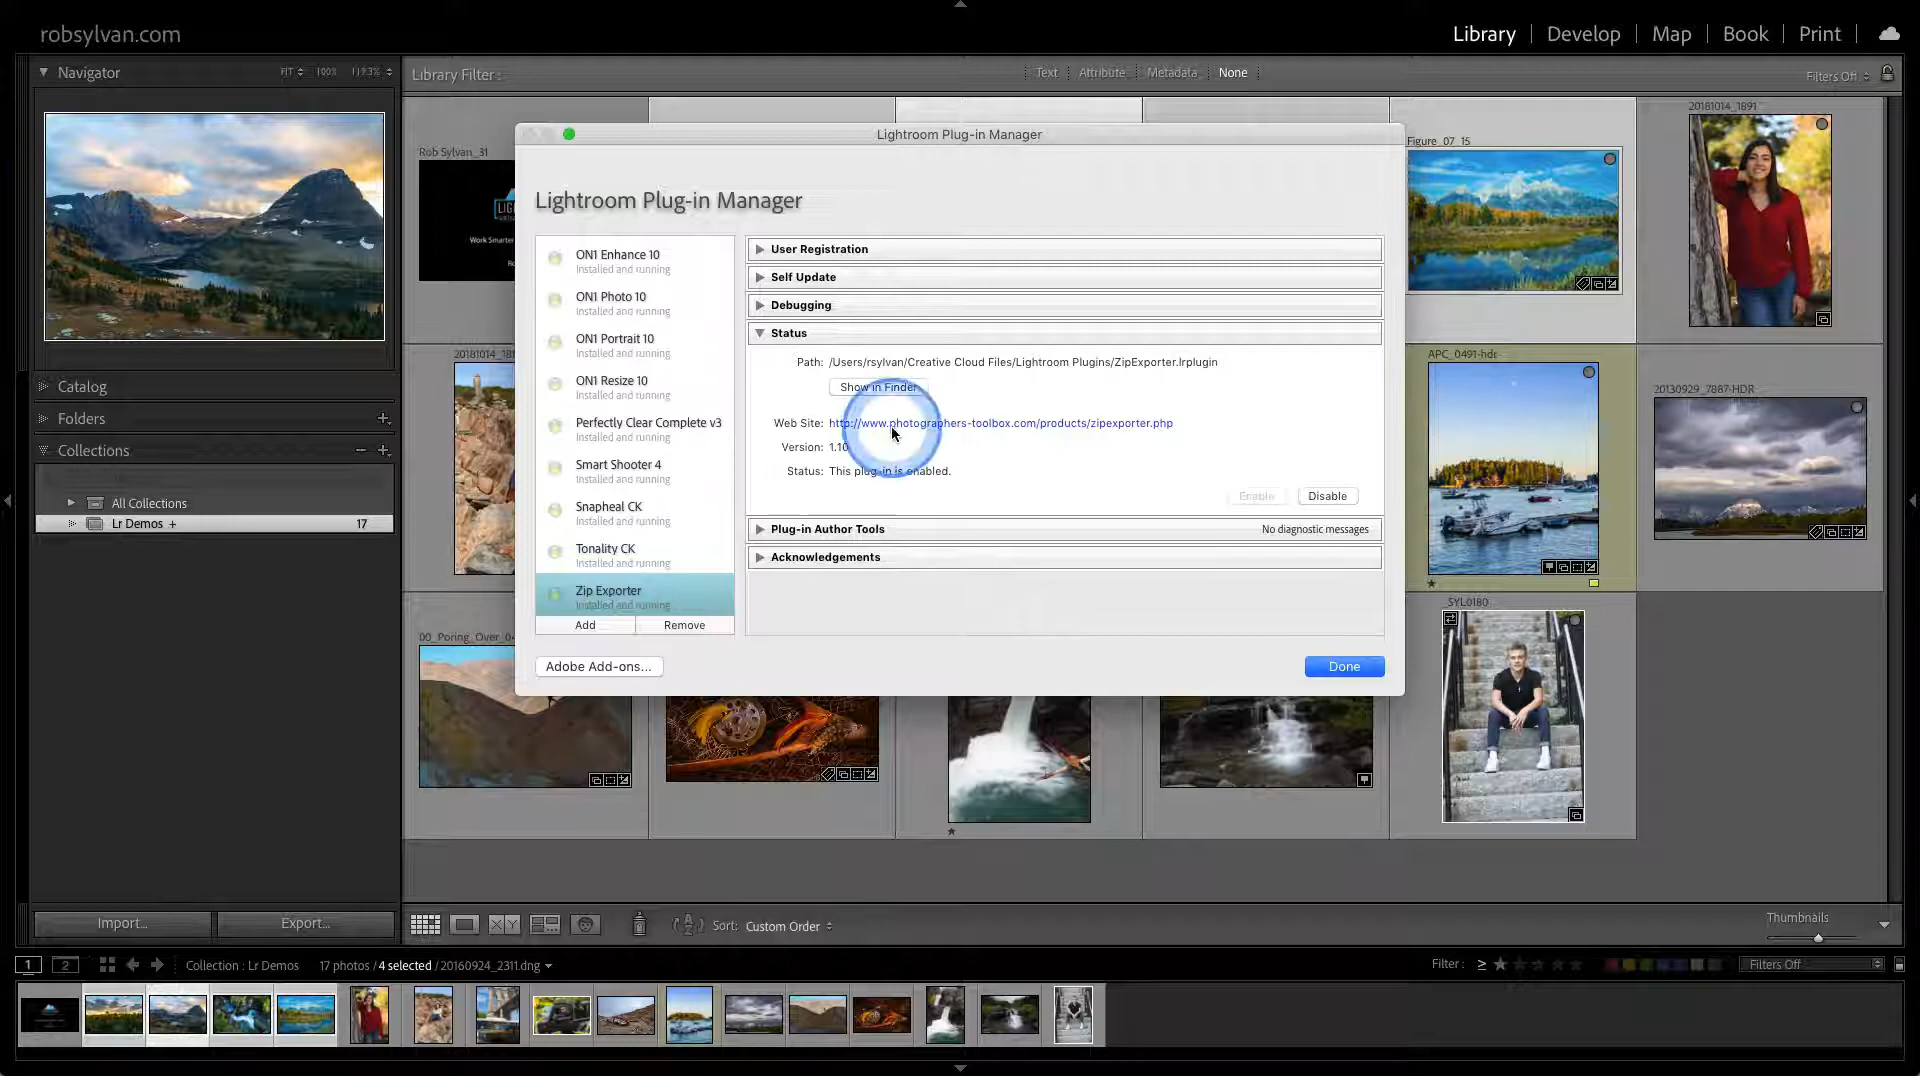 robsylvan.com
Library
Develop
Map
Book
Print
Navigator
FIT
100%
Library Filter :
Text
Attribute
Metadata
None
Filters Off
Rob Sylvan_31
Work Smarter
Lightroom Plug-in Manager
Lightroom Plug-in Manager
ON1 Enhance 10
Installed and running
ON1 Photo 10
Installed and running
ON1 Portrait 10
Installed and running
ON1 Resize 10
Installed and running
Perfectly Clear Complete v3
Installed and running
Smart Shooter 4
Installed and running
Snapheal CK
Installed and running
Tonality CK
Installed and running
Zip Exporter
Installed and running
Add
Remove
Adobe Add-ons...
User Registration
Self Update
Debugging
Status
Path: /Users/rsylvan/Creative Cloud Files/Lightroom Plugins/ZipExporter.lrplugin
Show in Finder
Web Site: http://www.photographers-toolbox.com/products/zipexporter.php
Version: 1.10
Status: This plug-in is enabled.
Enable
Disable
Plug-in Author Tools
No diagnostic messages
Acknowledgements
Done
Figure_07_15
20181014_1891
APC_0491-hdr
20130929_7887-HDR
SYL0180
Catalog
Folders
Collections
All Collections
Lr Demos +
17
Import...
Export...
XY
Sort: Custom Order
Thumbnails
1
2
Collection : Lr Demos
17 photos / 4 selected / 20160924_2311.dng
Filter :
Filters Off